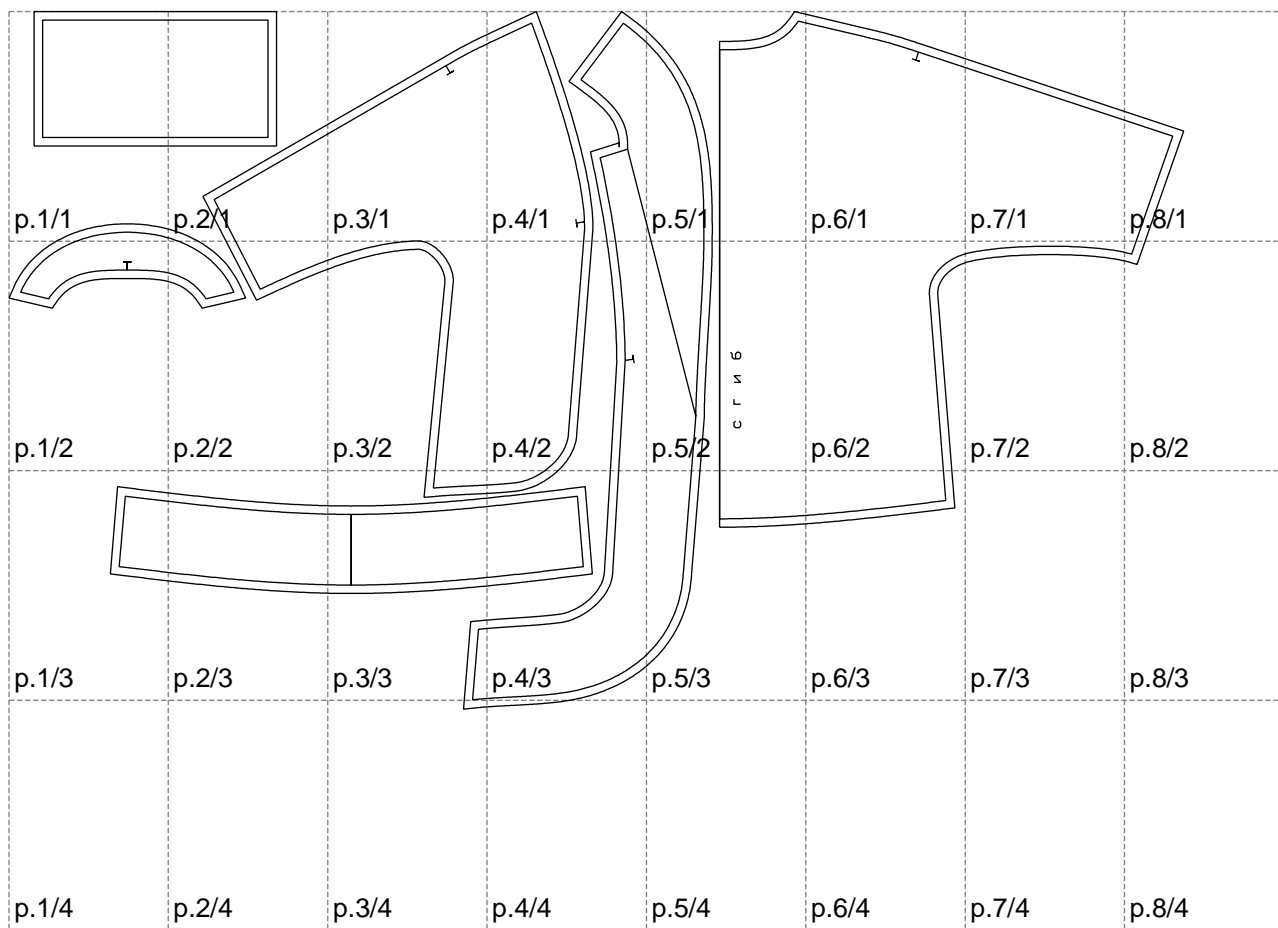 p.1/1 p.2/1 p.3/1 p.4/1 p.5/1 p.6/1 p.7/1 p.8/1
СГИБ
p.1/2 p.2/2 p.3/2 p.4/2 p.5/2 p.6/2 p.7/2 p.8/2
p.1/3 p.2/3 p.3/3 p.4/3 p.5/3 p.6/3 p.7/3 p.8/3
p.1/4 p.2/4 p.3/4 p.4/4 p.5/4 p.6/4 p.7/4 p.8/4